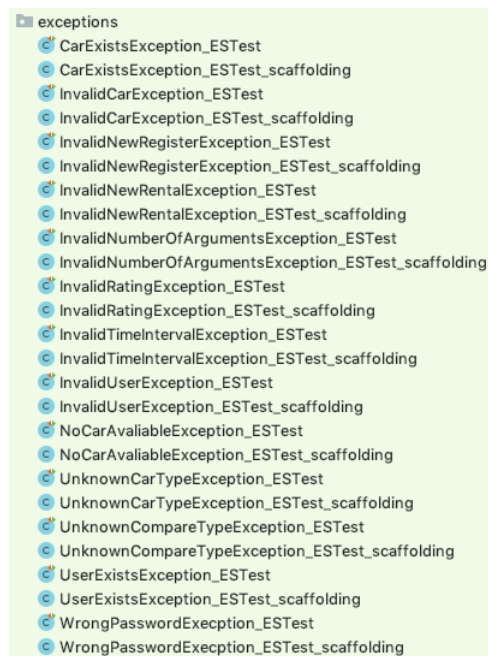 exceptions
CarExistsException_ESTest
CarExistsException_ESTest_scaffolding
InvalidCarException_ESTest
InvalidCarException_ESTest_scaffolding
InvalidNewRegisterException_ESTest
InvalidNewRegisterException_ESTest_scaffolding
InvalidNewRentalException_ESTest
InvalidNewRentalException_ESTest_scaffolding
InvalidNumberOfArgumentsException_ESTest
InvalidNumberOfArgumentsException_ESTest_scaffolding
InvalidRatingException_ESTest
InvalidRatingException_ESTest_scaffolding
InvalidTimeIntervalException_ESTest
InvalidTimeIntervalException_ESTest_scaffolding
InvalidUserException_ESTest
InvalidUserException_ESTest_scaffolding
NoCarAvaliableException_ESTest
NoCarAvaliableException_ESTest_scaffolding
UnknownCarTypeException_ESTest
UnknownCarTypeException_ESTest_scaffolding
UnknownCompareTypeException_ESTest
UnknownCompareTypeException_ESTest_scaffolding
UserExistsException_ESTest
UserExistsException_ESTest_scaffolding
WrongPasswordExecption_ESTest
WrongPasswordExecption_ESTest_scaffolding